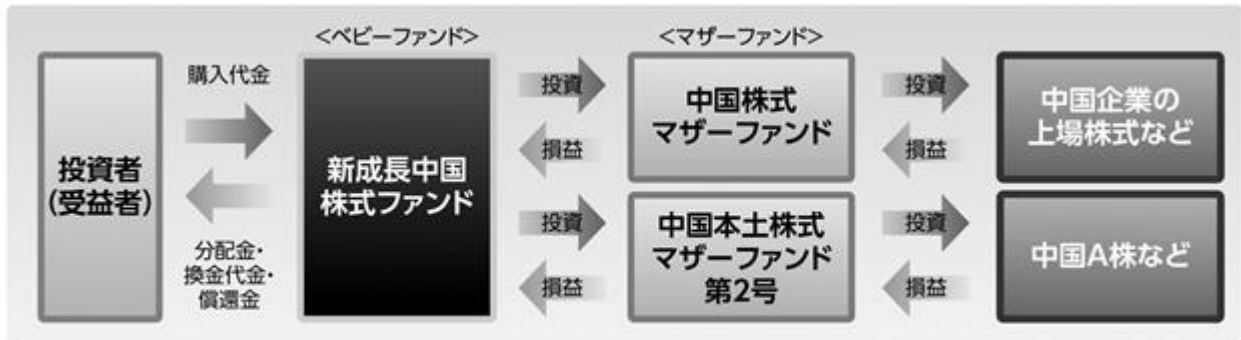 <ベビーファンド>
<マザーファンド>
投資者
(受益者)
購入代金
分配金・
換金代金・
償還金
新成長中国
株式ファンド
投資
損益
投資
損益
中国株式
マザーファンド
中国本土株式
マザーファンド
第2号
投資
損益
投資
損益
中国企業の
上場株式など
中国A株など